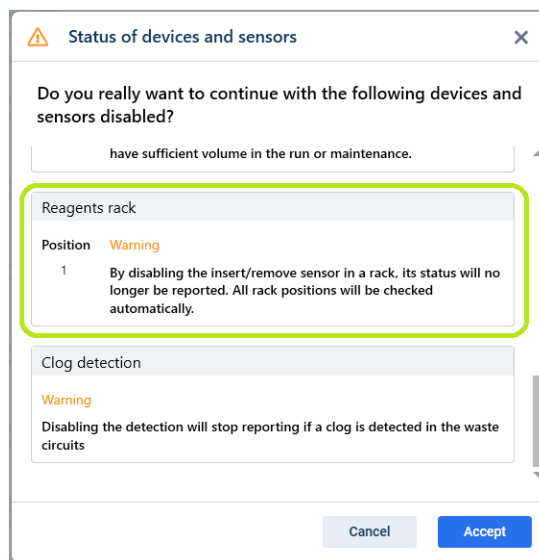 Status of devices and sensors
Do you really want to continue with the following devices and
sensors disabled?
have sufficient volume in the run or maintenance.
Reagents rack
Position Warning
1 By disabling the insert/remove sensor in a rack, its status will no
longer be reported. All rack positions will be checked
automatically.
Clog detection
Warning
Disabling the detection will stop reporting if a clog is detected in the waste
circuits
Cancel Accept